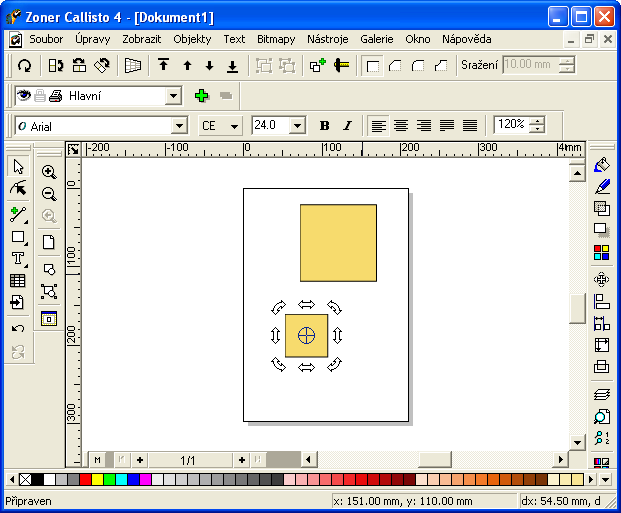 Zoner Callisto 4 - [Dokument1]
Soubor Úpravy Zobrazit Objekty Text Bitmapy Nástroje Galerie Okno Nápověda
Sražení 10.00 mm
Hlavní
O Arial CE 24.0 B I 120%
-200 -100 0 100 200 300 4 mm
0
100
200
300
T
M 1/1
Připraven x: 151.00 mm, y: 110.00 mm dx: 54.50 mm, d